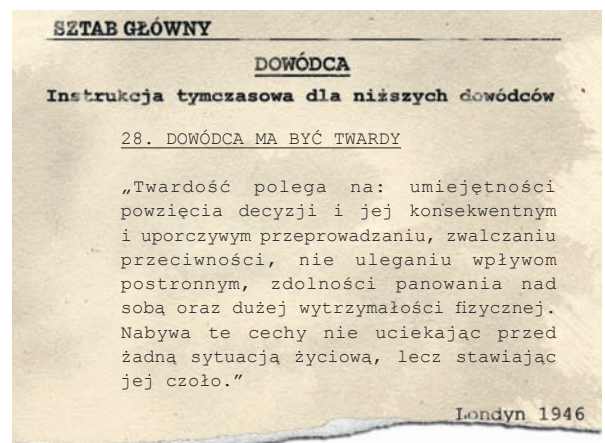 SZTAB GŁÓWNY
DOWÓDCA
Instrukcja tymczasowa dla niższych dowódców
28. DOWÓDCA MA BYĆ TWARDY
„Twardość polega na: umiejętności
powzięcia decyzji i jej konsekwentnym
i uporczywym przeprowadzaniu, zwalczaniu
przeciwności, nie uleganiu wpływom
postronnym, zdolności panowania nad
sobą oraz dużej wytrzymałości fizycznej.
Nabywa te cechy nie uciekając przed
żadną sytuacją życiową, lecz stawiając
jej czoło.”
Londyn 1946